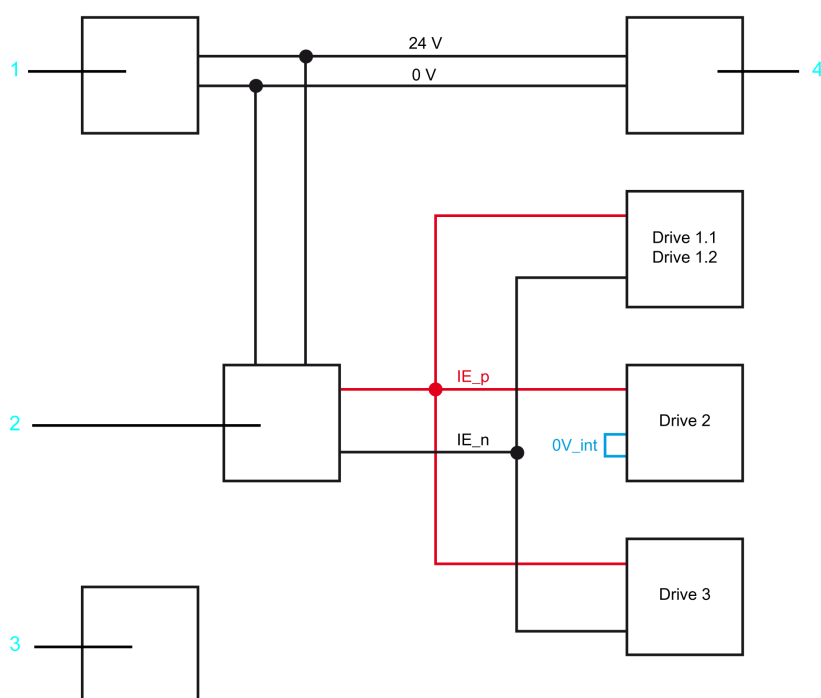 24 V
1
4
0 V
Drive 1.1
Drive 1.2
IE_p
Drive 2
2
IE_n
0V_int
Drive 3
3